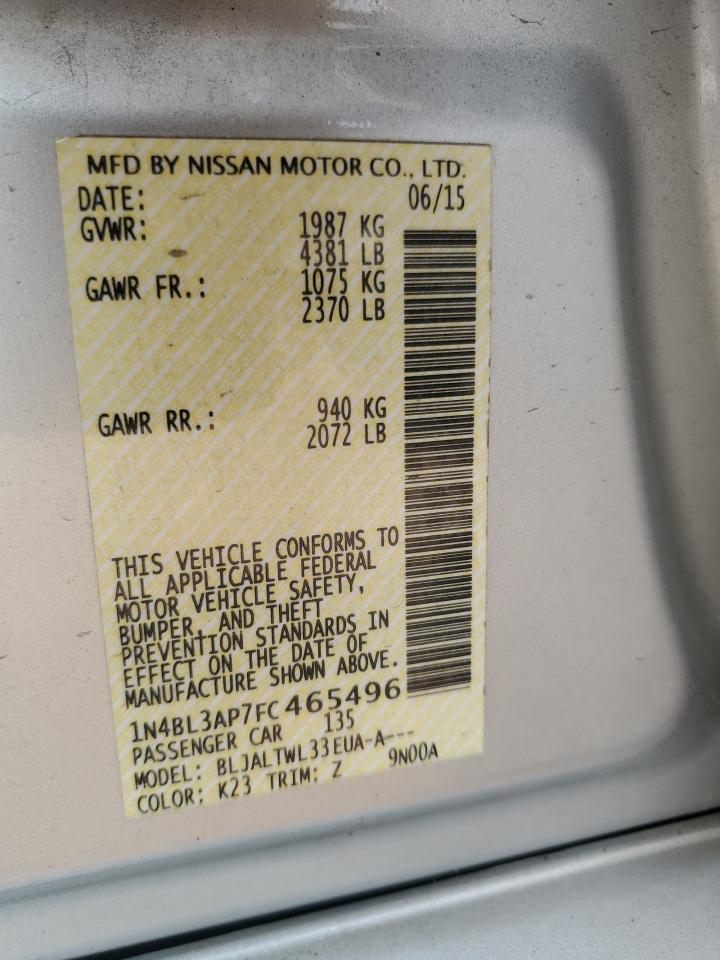 MFD BY NISSAN MOTOR CO., LTD.
DATE: 06/15
GVWR: 1987 KG
4381 LB
GAWR FR.: 1075 KG
2370 LB
GAWR RR.: 940 KG
2072 LB
THIS VEHICLE CONFORMS TO
ALL APPLICABLE FEDERAL
MOTOR VEHICLE SAFETY,
BUMPER, AND THEFT
PREVENTION STANDARDS IN
EFFECT ON THE DATE OF
MANUFACTURE SHOWN ABOVE.
1N4BL3AP7FC465496
PASSENGER CAR 135
MODEL: BLJALTWL33EUA-A---
COLOR: K23 TRIM: Z 9N00A